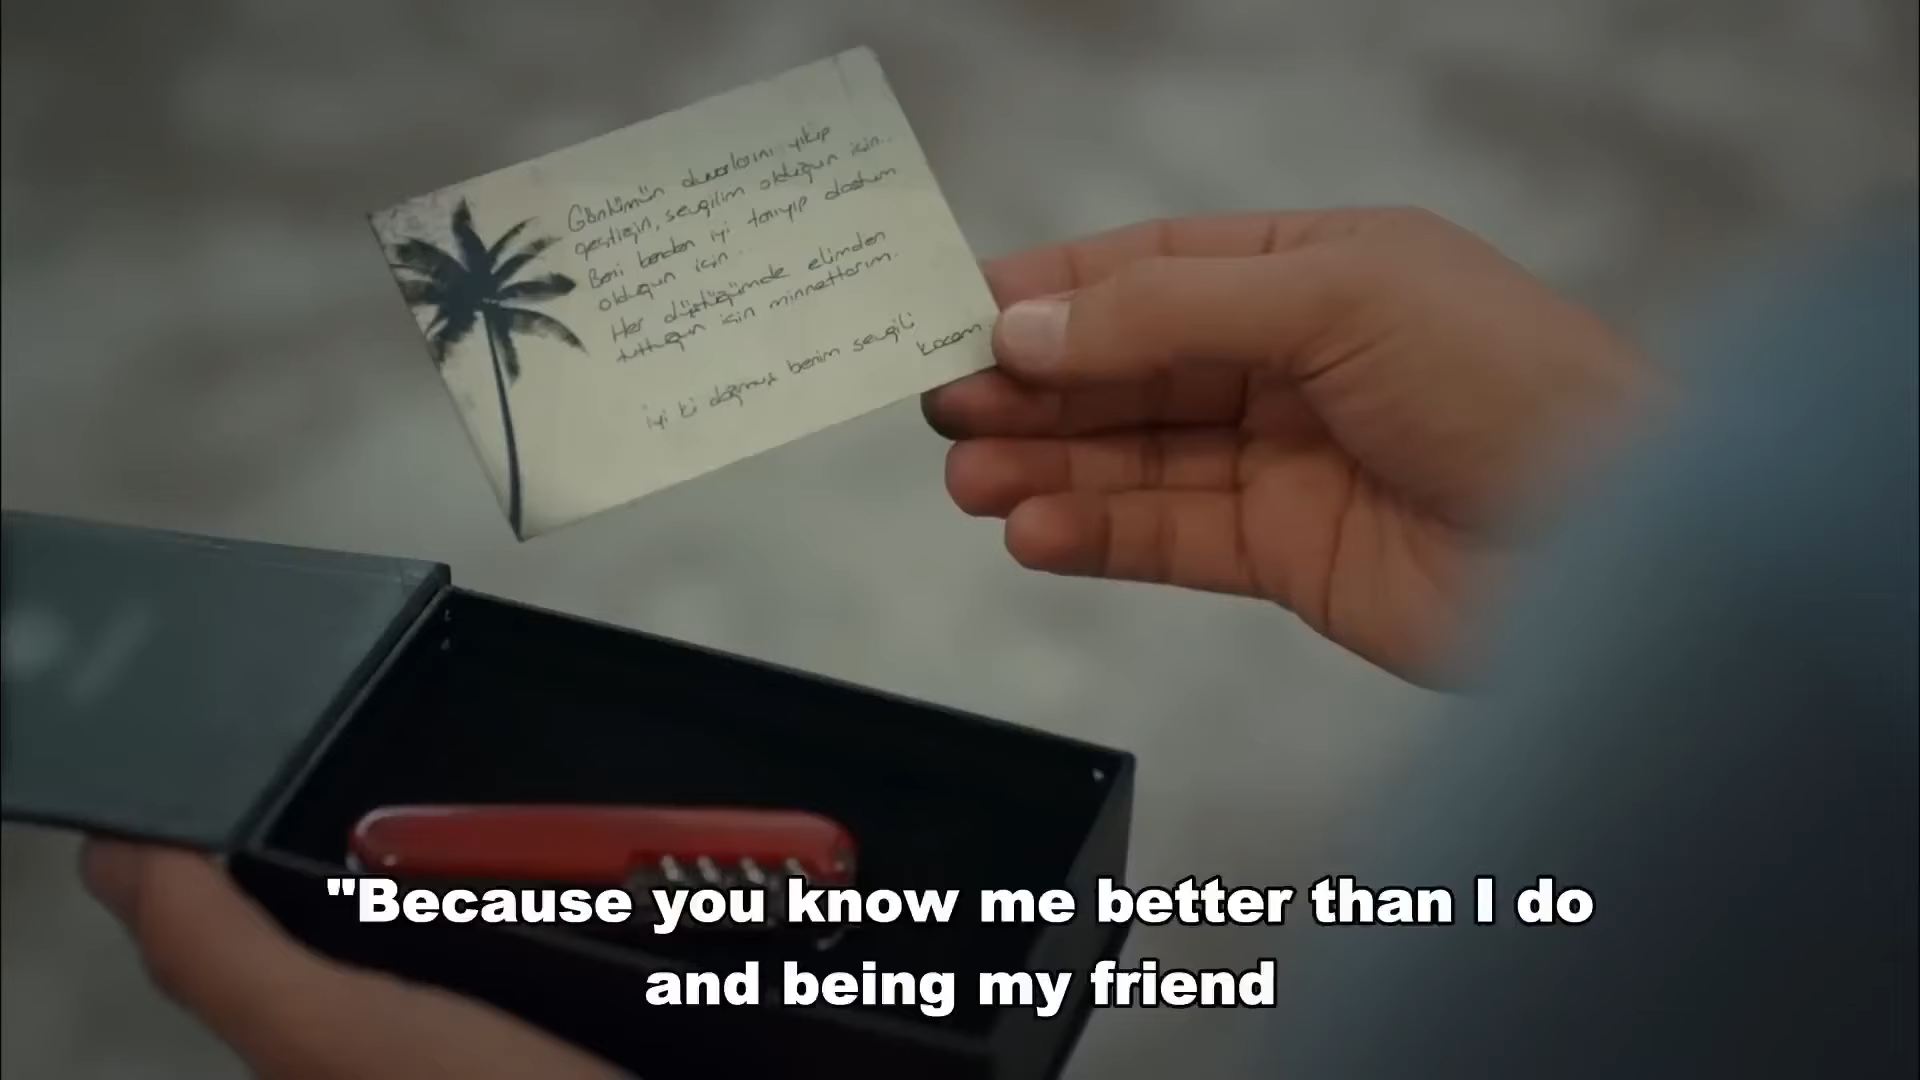 Gönlümün duvarlarını yıkıp
geçtiğin, sevgilim olduğun için..
Beni benden iyi tanıyıp dostum
olduğun için.
Her düştüğümde elimden
tuttuğun için minnettarım.
İyi ki doğmuş benim sevgili
kocam.
"Because you know me better than I do
and being my friend